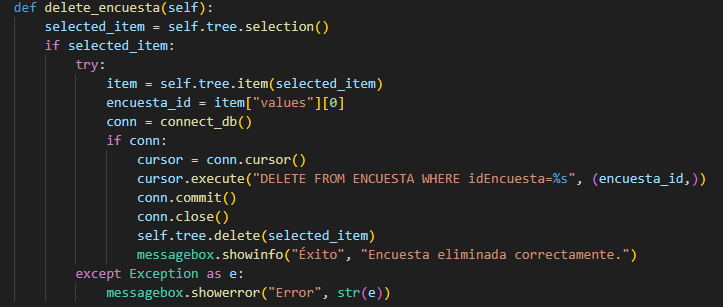 def delete_encuesta(self):
    selected_item = self.tree.selection()
    if selected_item:
        try:
            item = self.tree.item(selected_item)
            encuesta_id = item["values"][0]
            conn = connect_db()
            if conn:
                cursor = conn.cursor()
                cursor.execute("DELETE FROM ENCUESTA WHERE idEncuesta=%s", (encuesta_id,))
                conn.commit()
                conn.close()
                self.tree.delete(selected_item)
                messagebox.showinfo("Éxito", "Encuesta eliminada correctamente.")
        except Exception as e:
            messagebox.showerror("Error", str(e))